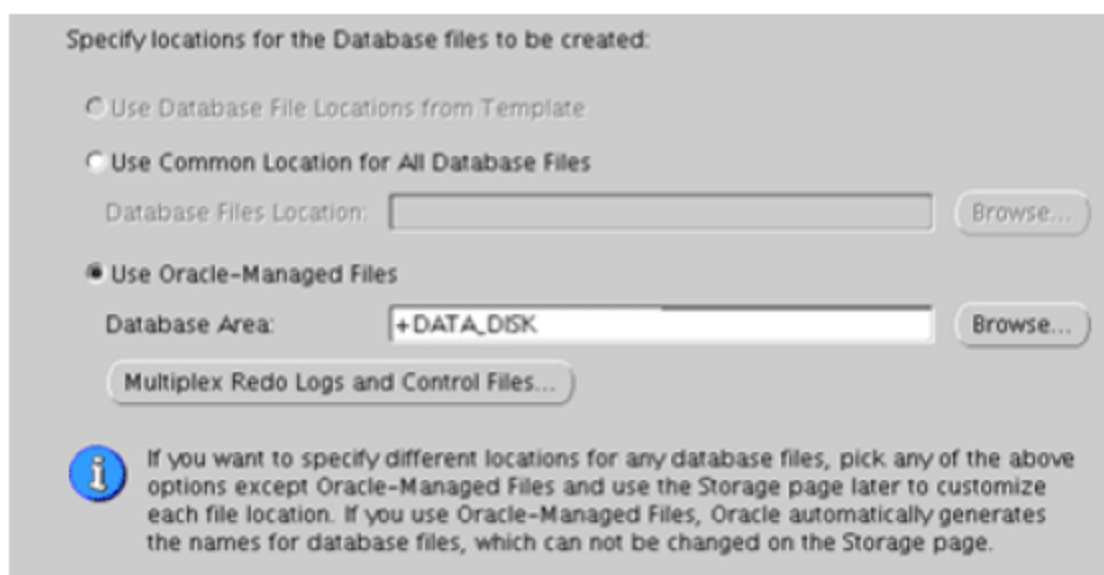 Specify locations for the Database files to be created:
Use Database File Locations from Template
Use Common Location for All Database Files
Database Files Location:
Browse...
Use Oracle-Managed Files
Database Area:
+DATA_DISK
Browse...
Multiplex Redo Logs and Control Files...
If you want to specify different locations for any database files, pick any of the above
options except Oracle-Managed Files and use the Storage page later to customize
each file location. If you use Oracle-Managed Files, Oracle automatically generates
the names for database files, which can not be changed on the Storage page.